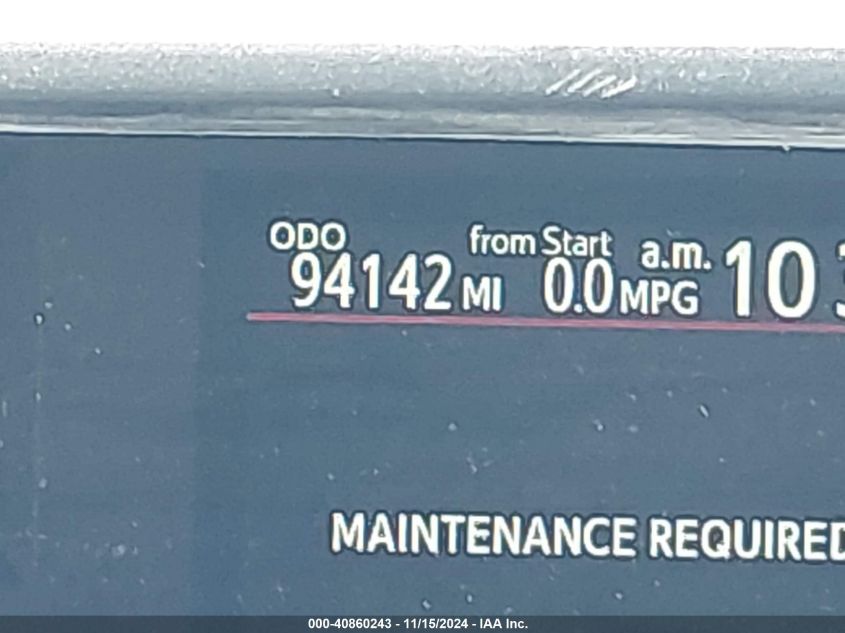 ODO from Start
94142 MI 0.0 MPG a.m. 10
MAINTENANCE REQUIRED
000-40860243 - 11/15/2024 - IAA Inc.